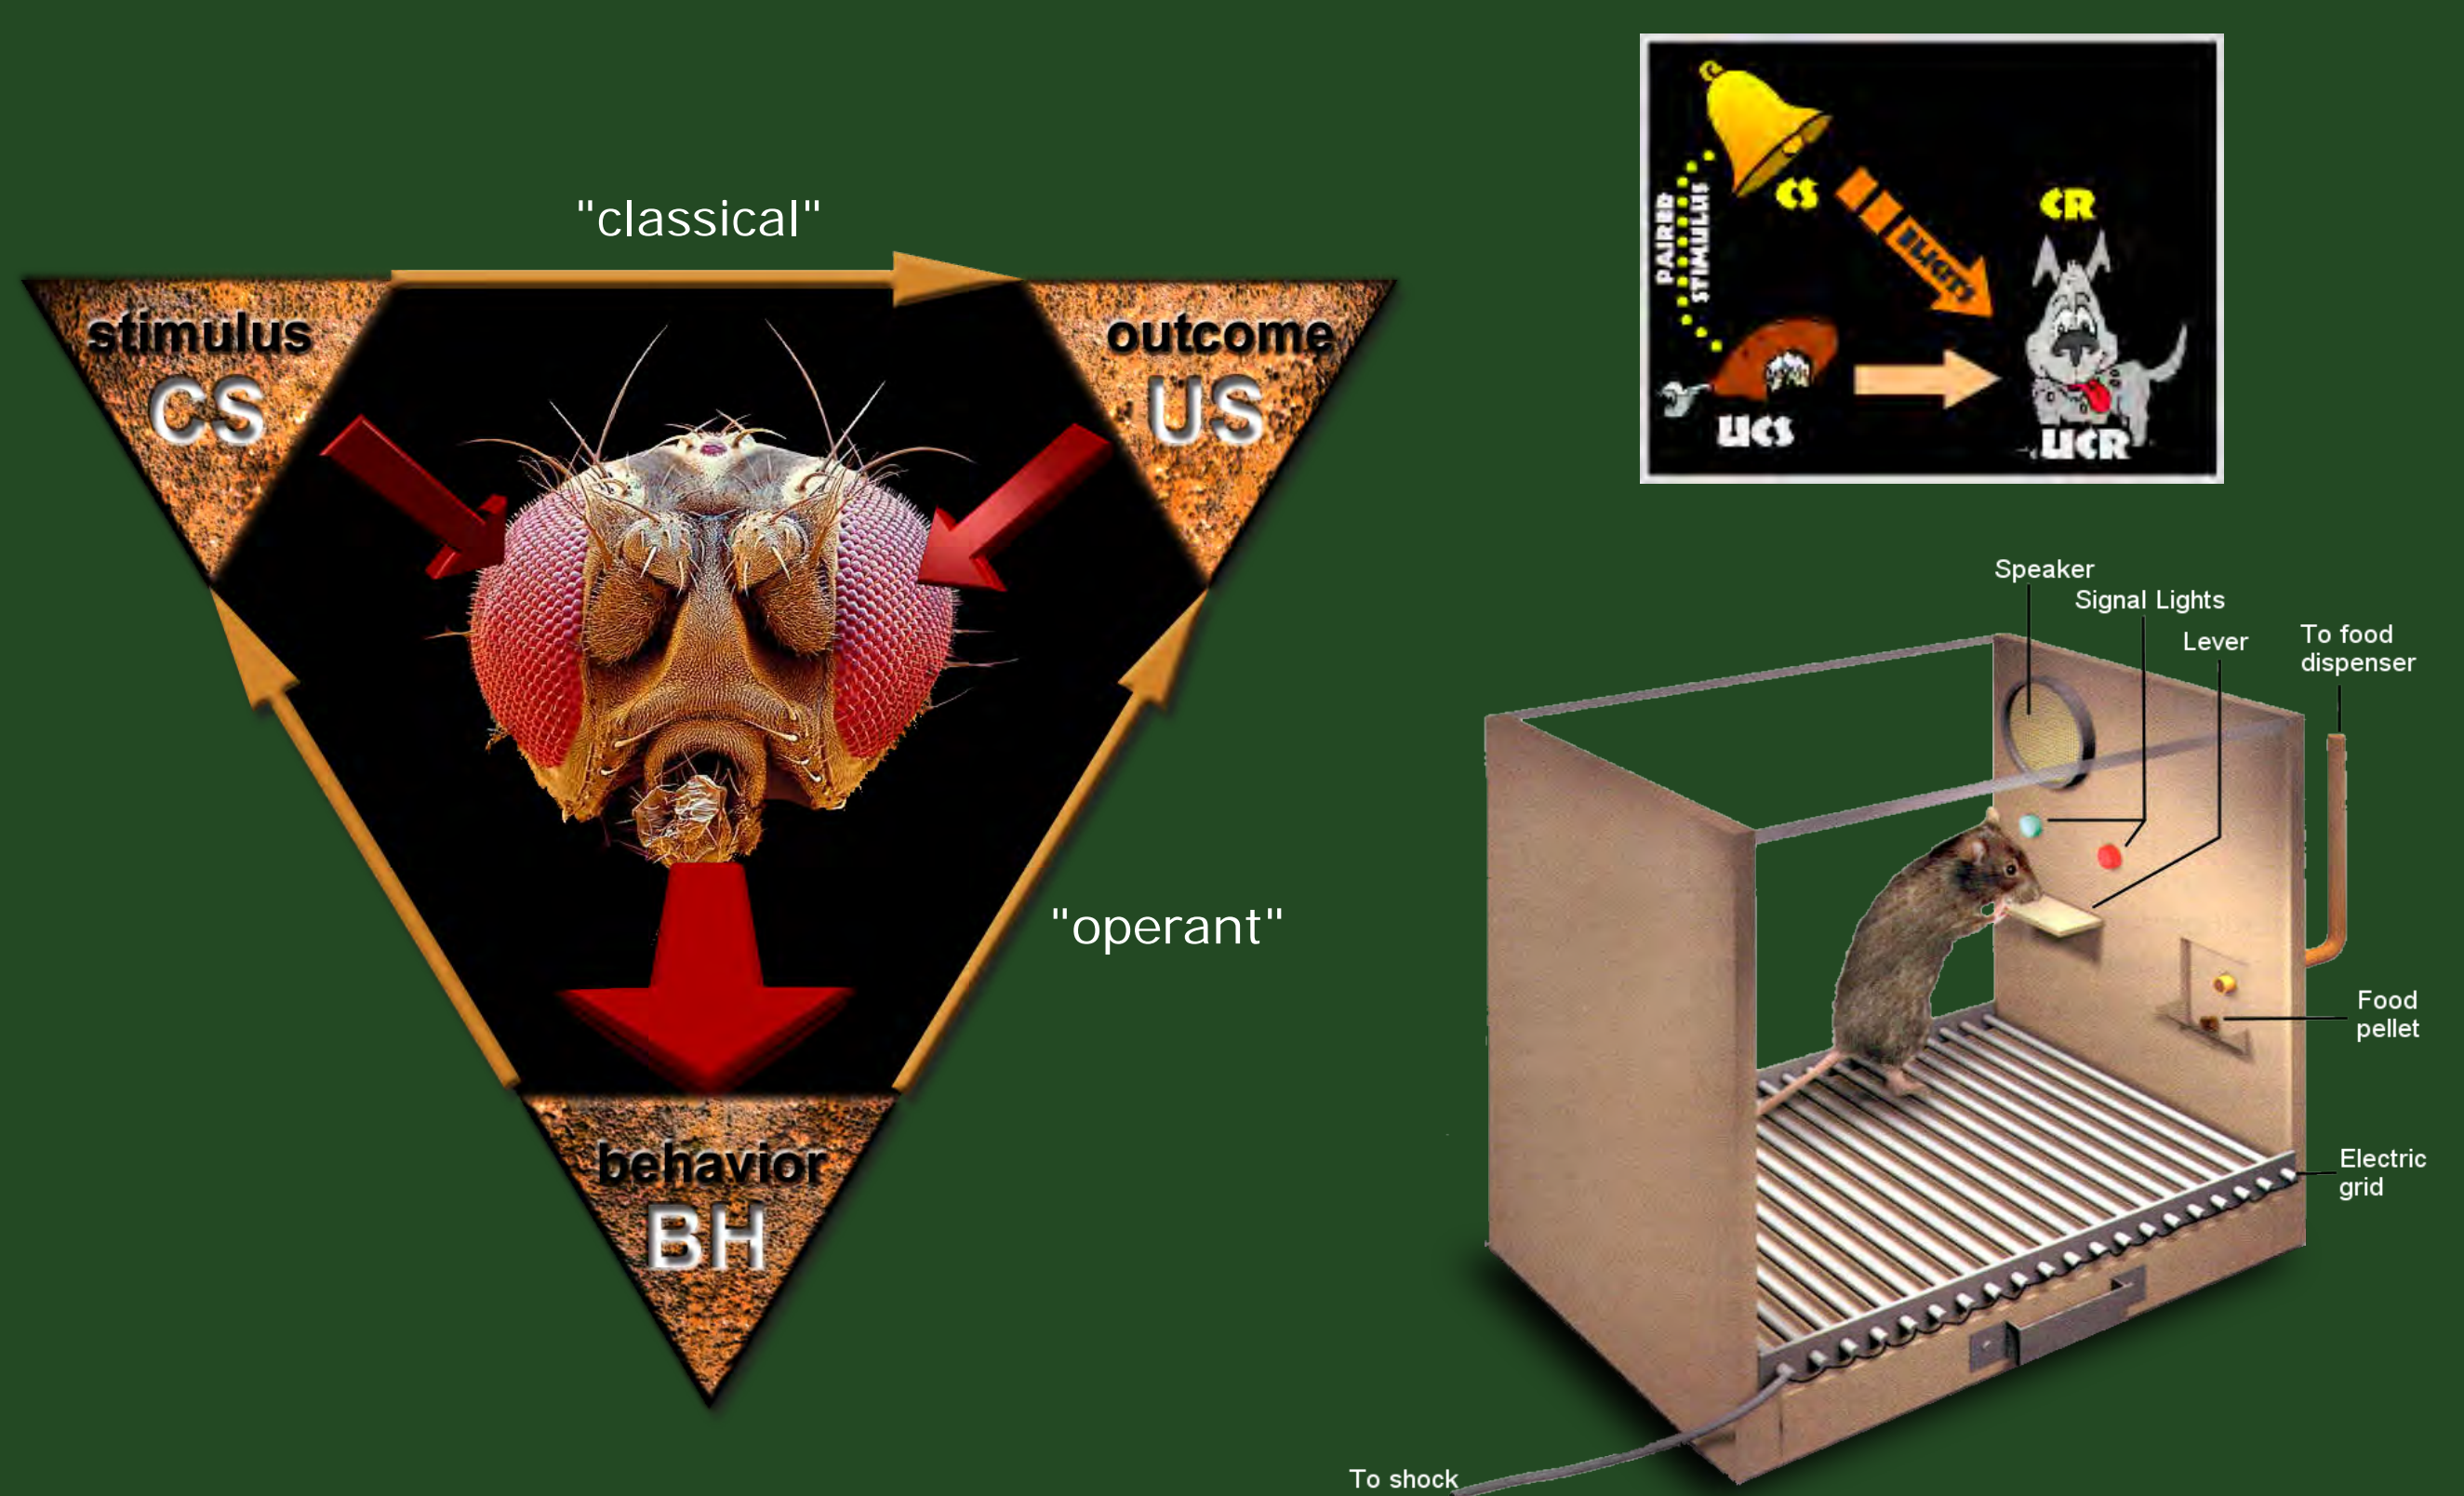 "classical"
stimulus
CS
outcome
US
"operant"
behavior
BH
PAIRED
STIMULUS
CS
ELICITS
CR
UCS
UCR
Speaker
Signal Lights
Lever
To food
dispenser
Food
pellet
Electric
grid
To shock